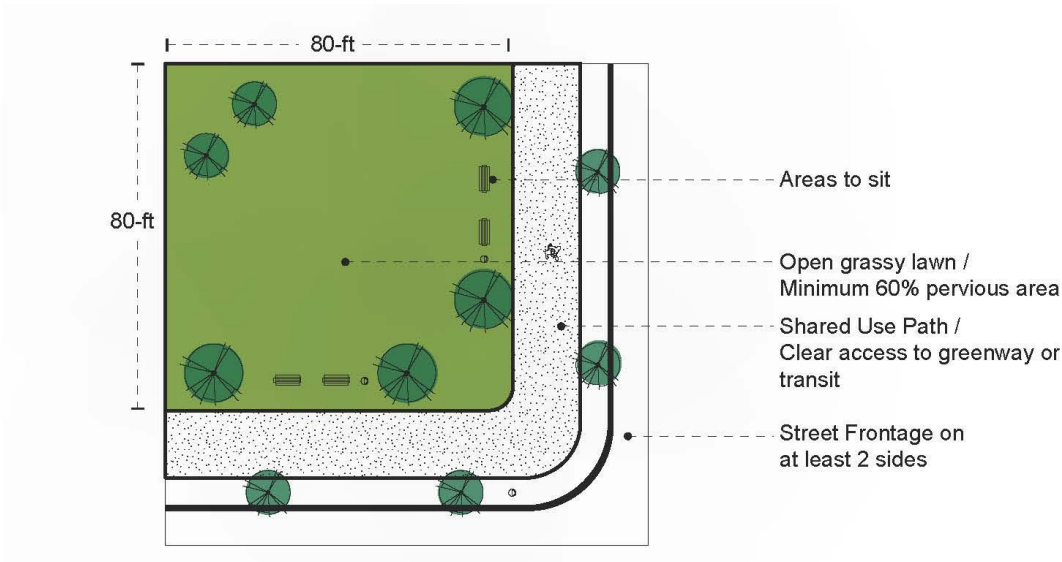 80-ft
80-ft
Areas to sit
Open grassy lawn /
Minimum 60% pervious area
Shared Use Path /
Clear access to greenway or
transit
Street Frontage on
at least 2 sides